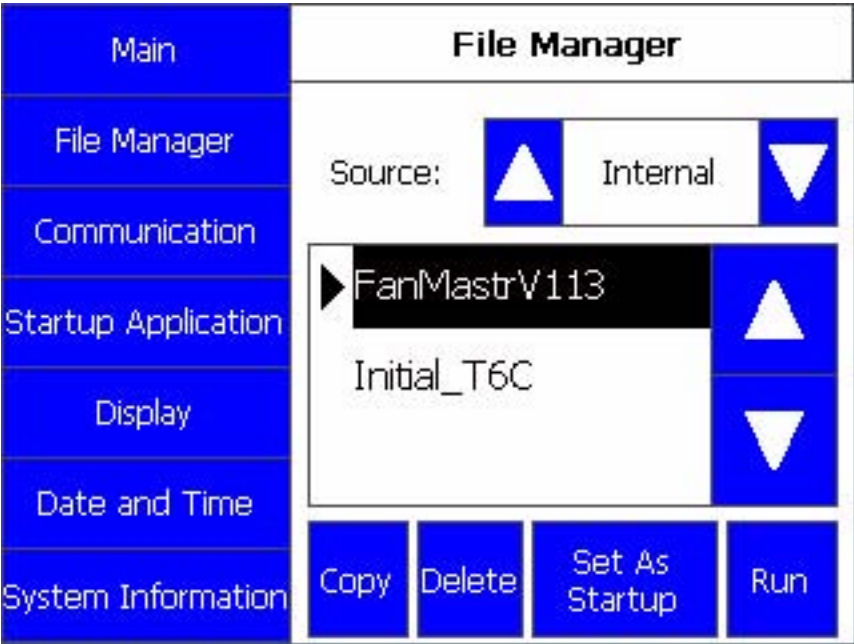 Main
File Manager
Communication
Startup Application
Display
Date and Time
System Information
File Manager
Source:
Internal
FanMastrV113
Initial_T6C
Copy
Delete
Set As
Startup
Run